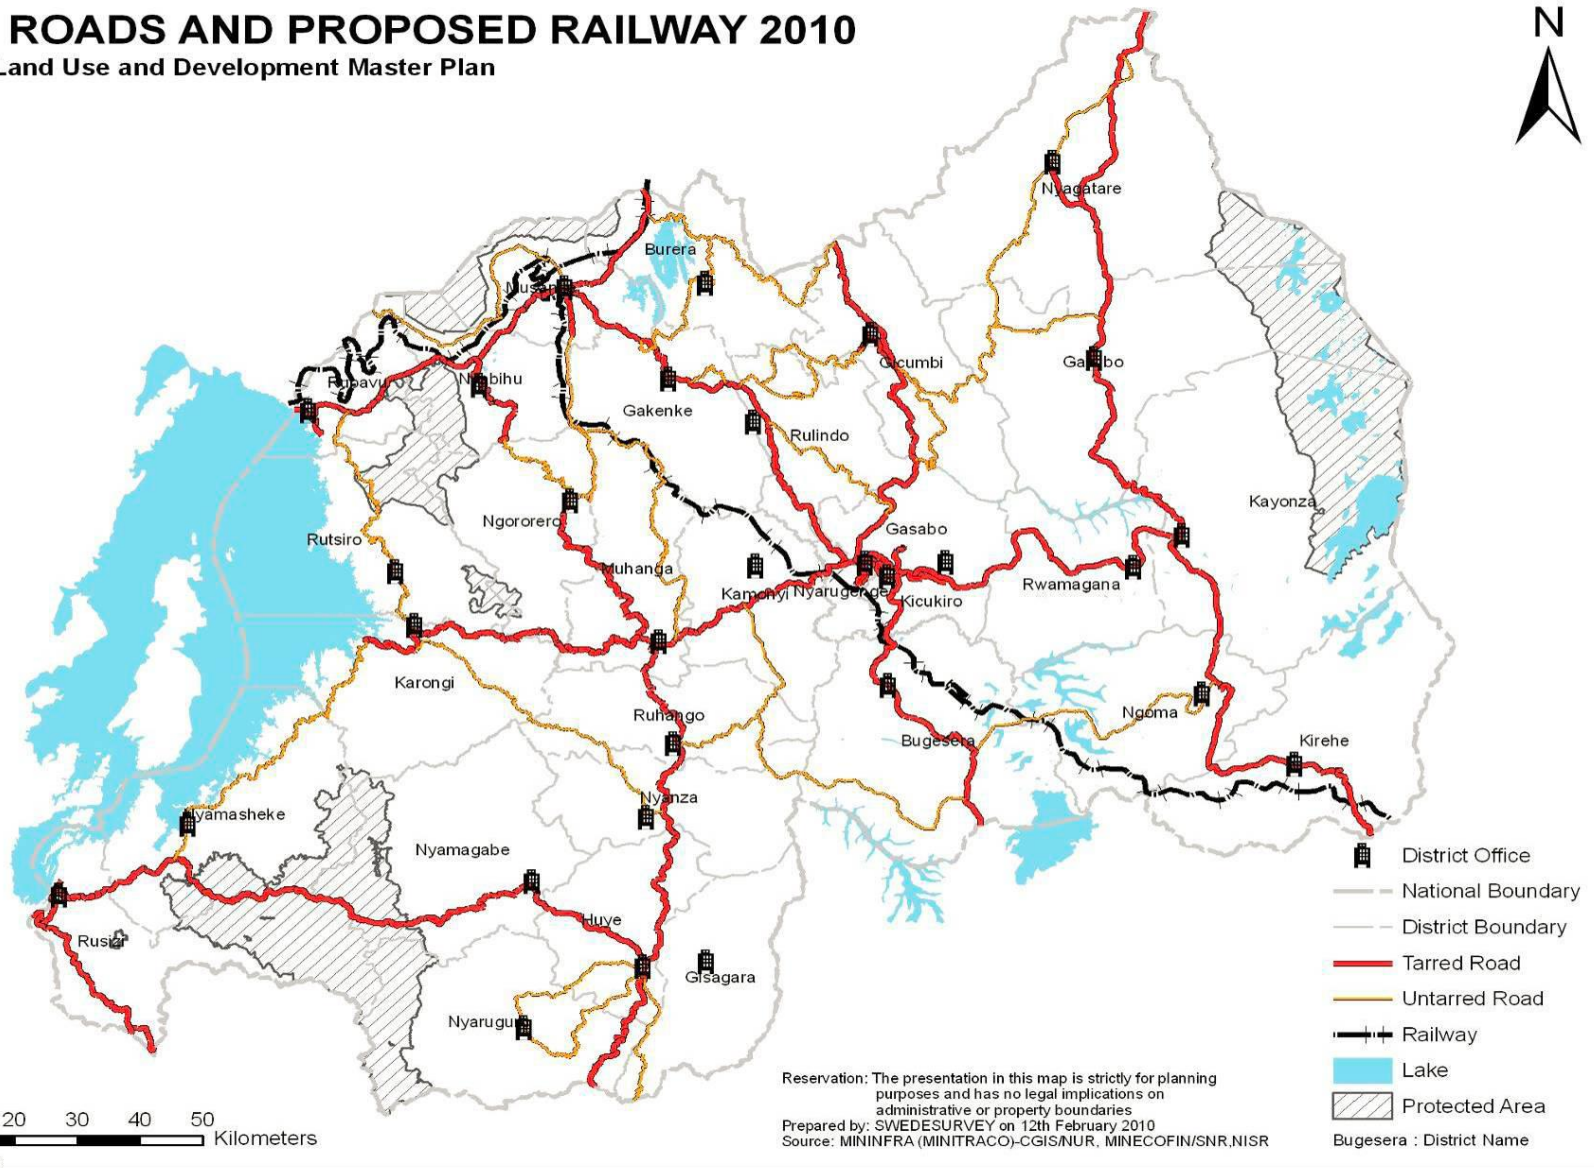 ROADS AND PROPOSED RAILWAY 2010
Land Use and Development Master Plan
N
Nyagatare
Burera
Musanze
Gicumbi
Gatsibo
Rubavu
Nyabihu
Gakenke
Rulindo
Kayonza
Ngororero
Gasabo
Rutsiro
Muhanga
Rwamagana
Kamonyi
Nyarugenge
Kicukiro
Karongi
Ruhango
Ngoma
Bugesera
Kirehe
Nyanza
Nyamasheke
Nyamagabe
Huye
Rusizi
Gisagara
Nyaruguru
District Office
National Boundary
District Boundary
Tarred Road
Untarred Road
Railway
Lake
Protected Area
Bugesera : District Name
Reservation: The presentation in this map is strictly for planning
purposes and has no legal implications on
administrative or property boundaries
Prepared by: SWEDESURVEY on 12th February 2010
Source: MININFRA (MINITRACO)-CGIS/NUR, MINECOFIN/SNR,NISR
20 30 40 50
Kilometers